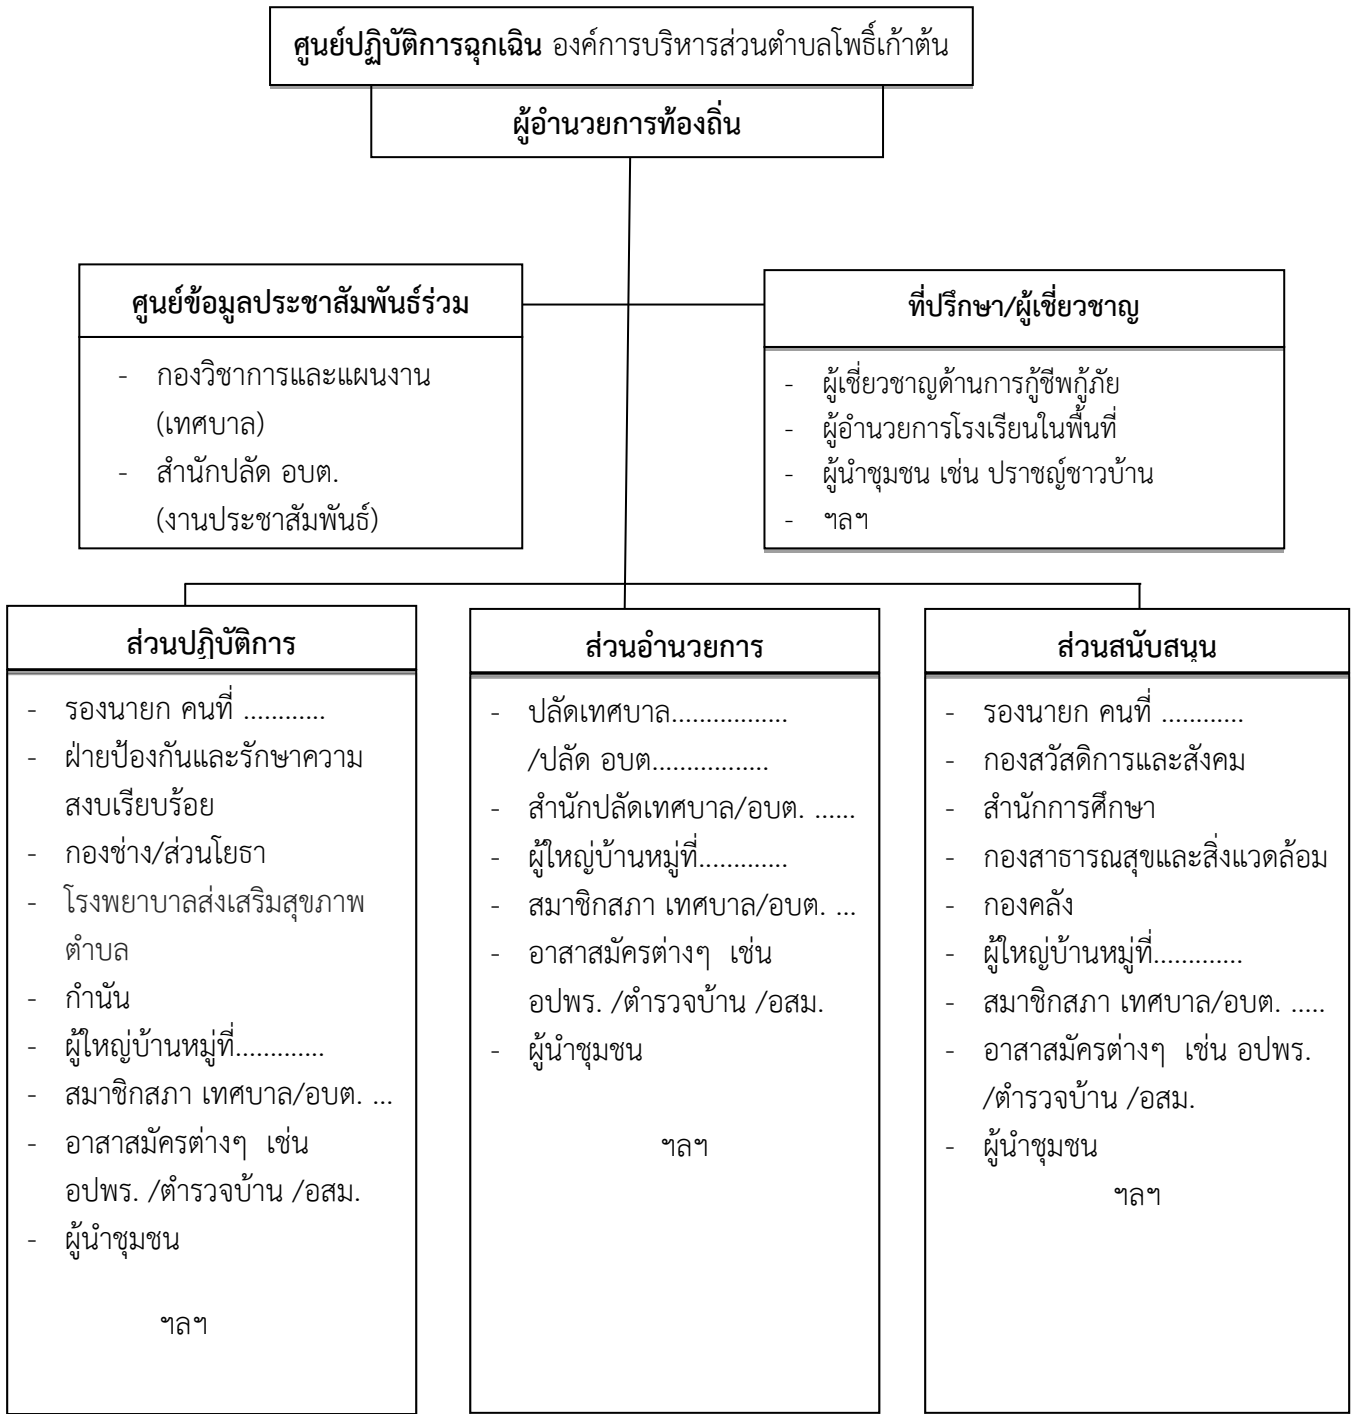 ศูนย์ปฏิบัติการฉุกเฉิน องค์การบริหารส่วนตำบลโพธิ์เก้าต้น
ผู้อำนวยการท้องถิ่น
ศูนย์ข้อมูลประชาสัมพันธ์ร่วม
- กองวิชาการและแผนงาน
(เทศบาล)
- สำนักปลัด อบต.
(งานประชาสัมพันธ์)
ที่ปรึกษา/ผู้เชี่ยวชาญ
- ผู้เชี่ยวชาญด้านการกู้ชีพกู้ภัย
- ผู้อำนวยการโรงเรียนในพื้นที่
- ผู้นำชุมชน เช่น ปราชญ์ชาวบ้าน
- ฯลฯ
ส่วนปฏิบัติการ
- รองนายก คนที่ ............
- ฝ่ายป้องกันและรักษาความ
สงบเรียบร้อย
- กองช่าง/ส่วนโยธา
- โรงพยาบาลส่งเสริมสุขภาพ
ตำบล
- กำนัน
- ผู้ใหญ่บ้านหมู่ที่.............
- สมาชิกสภา เทศบาล/อบต. ...
- อาสาสมัครต่างๆ เช่น
อปพร. /ตำรวจบ้าน /อสม.
- ผู้นำชุมชน
ฯลฯ
ส่วนอำนวยการ
- ปลัดเทศบาล.................
/ปลัด อบต.................
- สำนักปลัดเทศบาล/อบต. ......
- ผู้ใหญ่บ้านหมู่ที่.............
- สมาชิกสภา เทศบาล/อบต. ...
- อาสาสมัครต่างๆ เช่น
อปพร. /ตำรวจบ้าน /อสม.
- ผู้นำชุมชน
ฯลฯ
ส่วนสนับสนุน
- รองนายก คนที่ ............
- กองสวัสดิการและสังคม
- สำนักการศึกษา
- กองสาธารณสุขและสิ่งแวดล้อม
- กองคลัง
- ผู้ใหญ่บ้านหมู่ที่.............
- สมาชิกสภา เทศบาล/อบต. .....
- อาสาสมัครต่างๆ เช่น อปพร.
/ตำรวจบ้าน /อสม.
- ผู้นำชุมชน
ฯลฯ